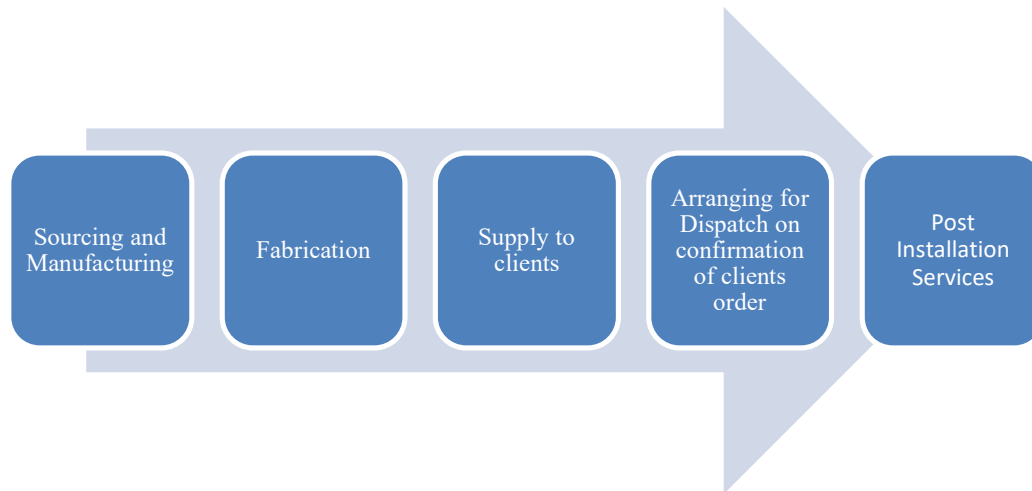 Sourcing and
Manufacturing
Fabrication
Supply to
clients
Arranging for
Dispatch on
confirmation
of clients
order
Post
Installation
Services